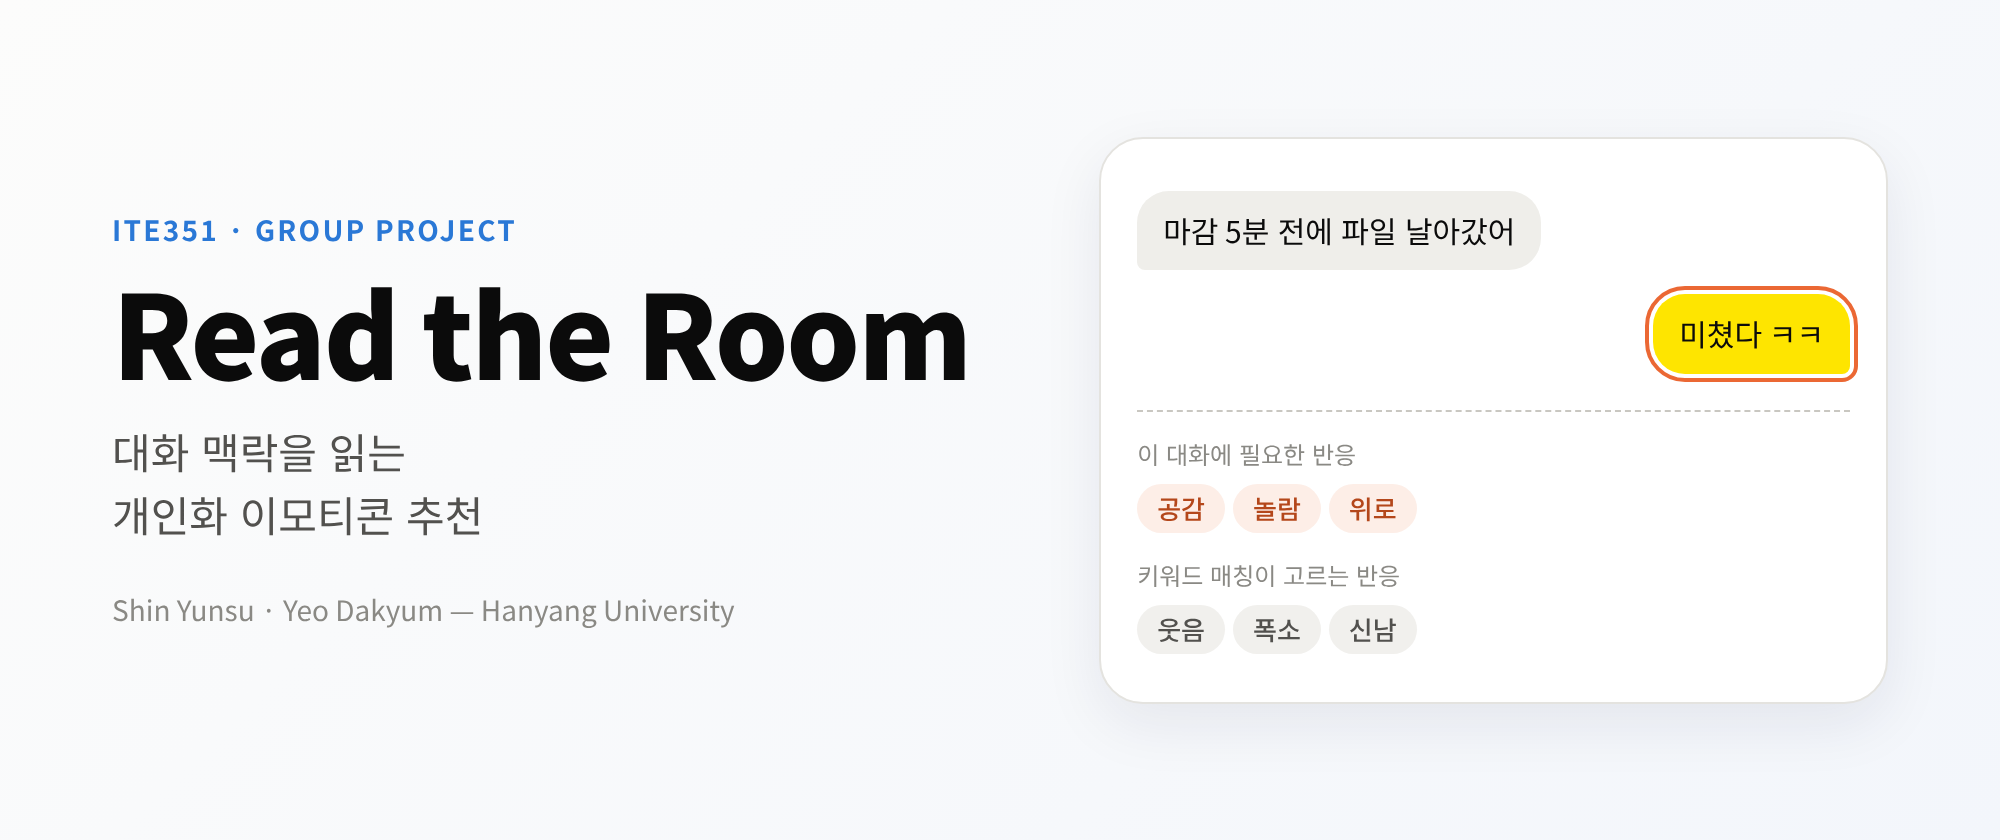 ITE351 · GROUP PROJECT
Read the Room
대화 맥락을 읽는
개인화 이모티콘 추천
Shin Yunsu · Yeo Dakyum — Hanyang University
마감 5분 전에 파일 날아갔어
미쳤다 ㅋㅋ
이 대화에 필요한 반응
공감 놀람 위로
키워드 매칭이 고르는 반응
웃음 폭소 신남